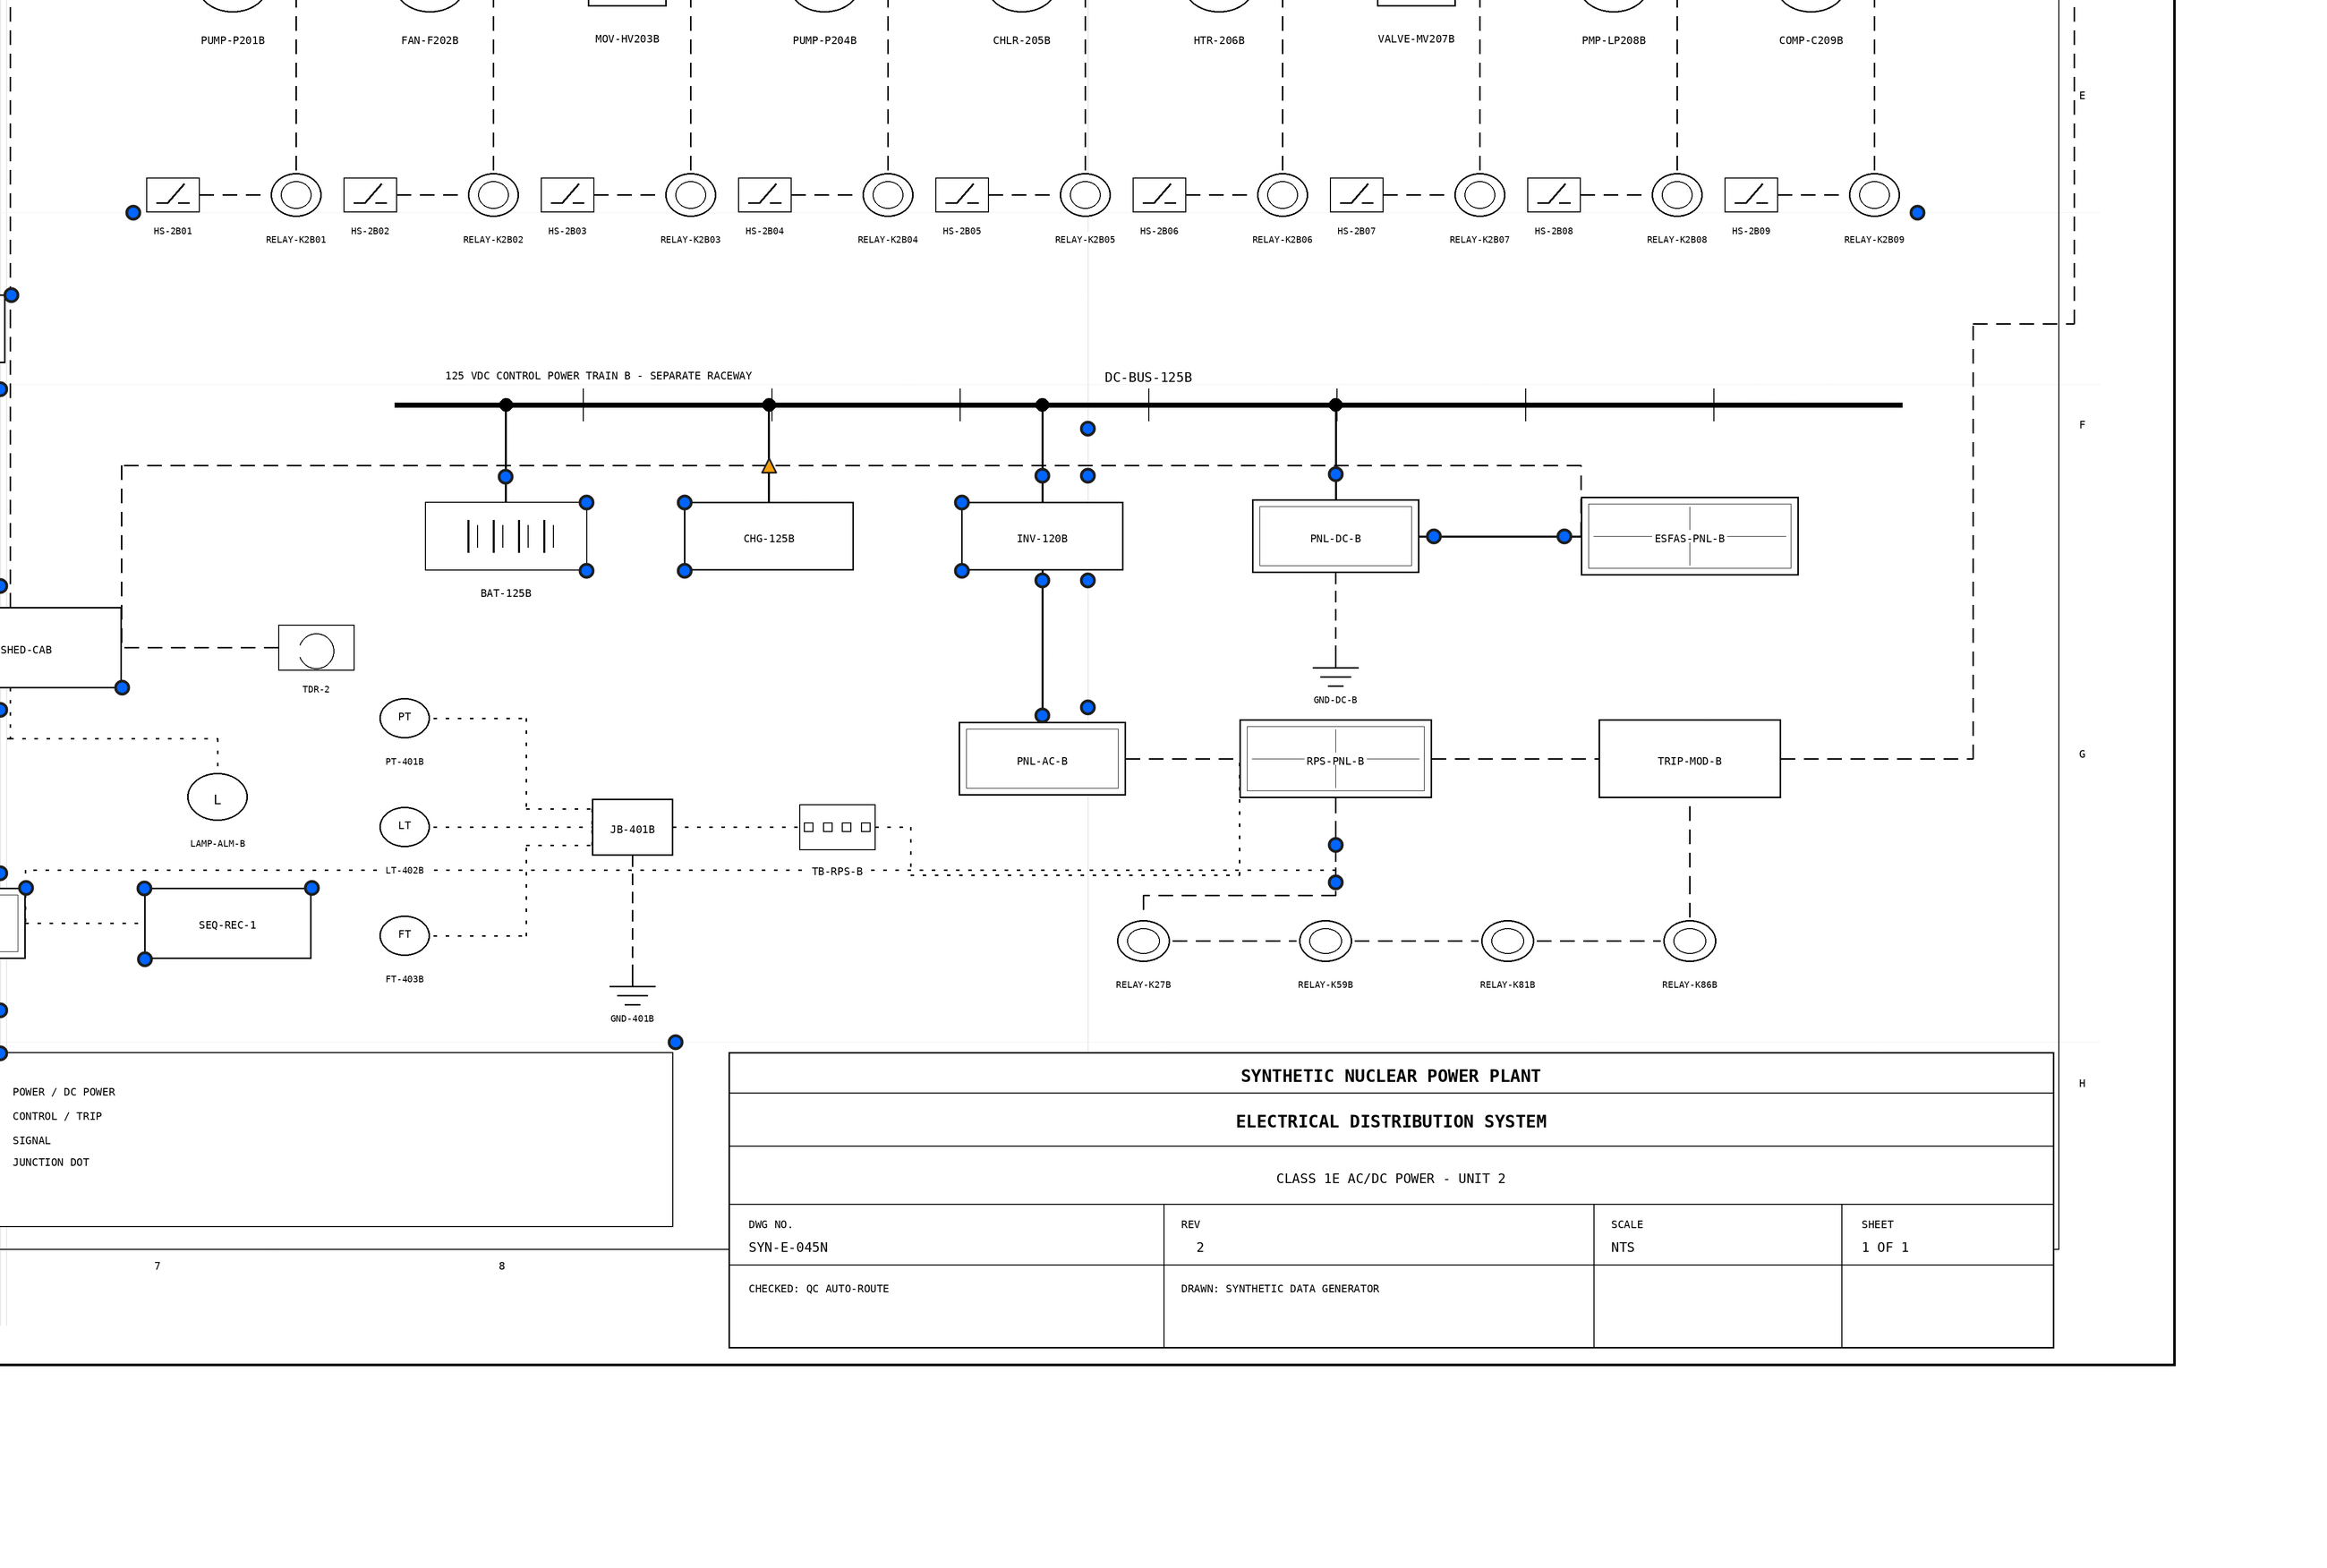 PUMP-P201B
FAN-F202B
MOV-HV203B
PUMP-P204B
CHLR-205B
HTR-206B
VALVE-MV207B
PMP-LP208B
COMP-C209B
E
HS-2B01
RELAY-K2B01
HS-2B02
RELAY-K2B02
HS-2B03
RELAY-K2B03
HS-2B04
RELAY-K2B04
HS-2B05
RELAY-K2B05
HS-2B06
RELAY-K2B06
HS-2B07
RELAY-K2B07
HS-2B08
RELAY-K2B08
HS-2B09
RELAY-K2B09
125 VDC CONTROL POWER TRAIN B - SEPARATE RACEWAY
DC-BUS-125B
F
CHG-125B
INV-120B
PNL-DC-B
ESFAS-PNL-B
BAT-125B
SHED-CAB
TDR-2
GND-DC-B
PT
PT-401B
PNL-AC-B
RPS-PNL-B
TRIP-MOD-B
G
L
LAMP-ALM-B
LT
LT-402B
JB-401B
TB-RPS-B
SEQ-REC-1
FT
FT-403B
GND-401B
RELAY-K27B
RELAY-K59B
RELAY-K81B
RELAY-K86B
POWER / DC POWER
CONTROL / TRIP
SIGNAL
JUNCTION DOT
H
SYNTHETIC NUCLEAR POWER PLANT
ELECTRICAL DISTRIBUTION SYSTEM
CLASS 1E AC/DC POWER - UNIT 2
DWG NO.
SYN-E-045N
REV
2
SCALE
NTS
SHEET
1 OF 1
CHECKED: QC AUTO-ROUTE
DRAWN: SYNTHETIC DATA GENERATOR
7
8